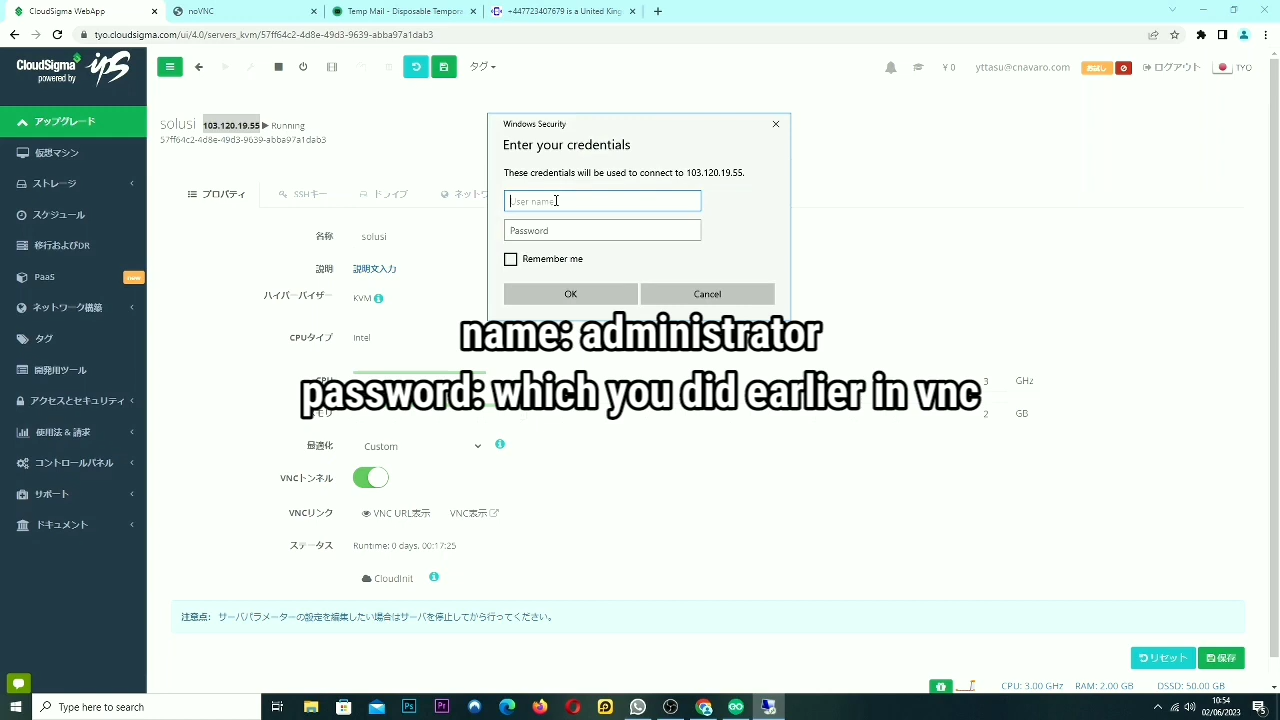 CloudSigma WebApp
noVNC
Temp Mail - Disposable Tempora
+447723407679 is a United King
tyo.cloudsigma.com/ui/4.0/servers_kvm/57ff64c2-4d8e-49d3-9639-abba97a1dab3
CloudSigma
powered by
タグ
¥ 0
yttasu@cnavaro.com
お試し
ログアウト
TYO
アップグレード
仮想マシン
ストレージ
スケジュール
移行およびDR
PaaS
new
ネットワーク構築
タグ
開発用ツール
アクセスとセキュリティ
使用法 & 請求
コントロールパネル
サポート
ドキュメント
solusi 103.120.19.55 Running
57ff64c2-4d8e-49d3-9639-abba97a1dab3
プロパティ
SSHキー
ドライブ
ネットワ
Windows Security
Enter your credentials
These credentials will be used to connect to 103.120.19.55.
User name
Password
Remember me
OK
Cancel
名称 solusi
説明 説明文入力
ハイパーバイザー KVM
CPUタイプ Intel
name: administrator
password: which you did earlier in vnc
CPU
3 GHz
2 GB
最適化 Custom
VNCトンネル
VNCリンク VNC URL表示 VNC表示
ステータス Runtime: 0 days, 00:17:25
CloudInit
注意点: サーバパラメーターの設定を編集したい場合はサーバを停止してから行ってください。
リセット
保存
CPU: 3.00 GHz RAM: 2.00 GB DSSD: 50.00 GB
Type here to search
10:54
02/06/2023